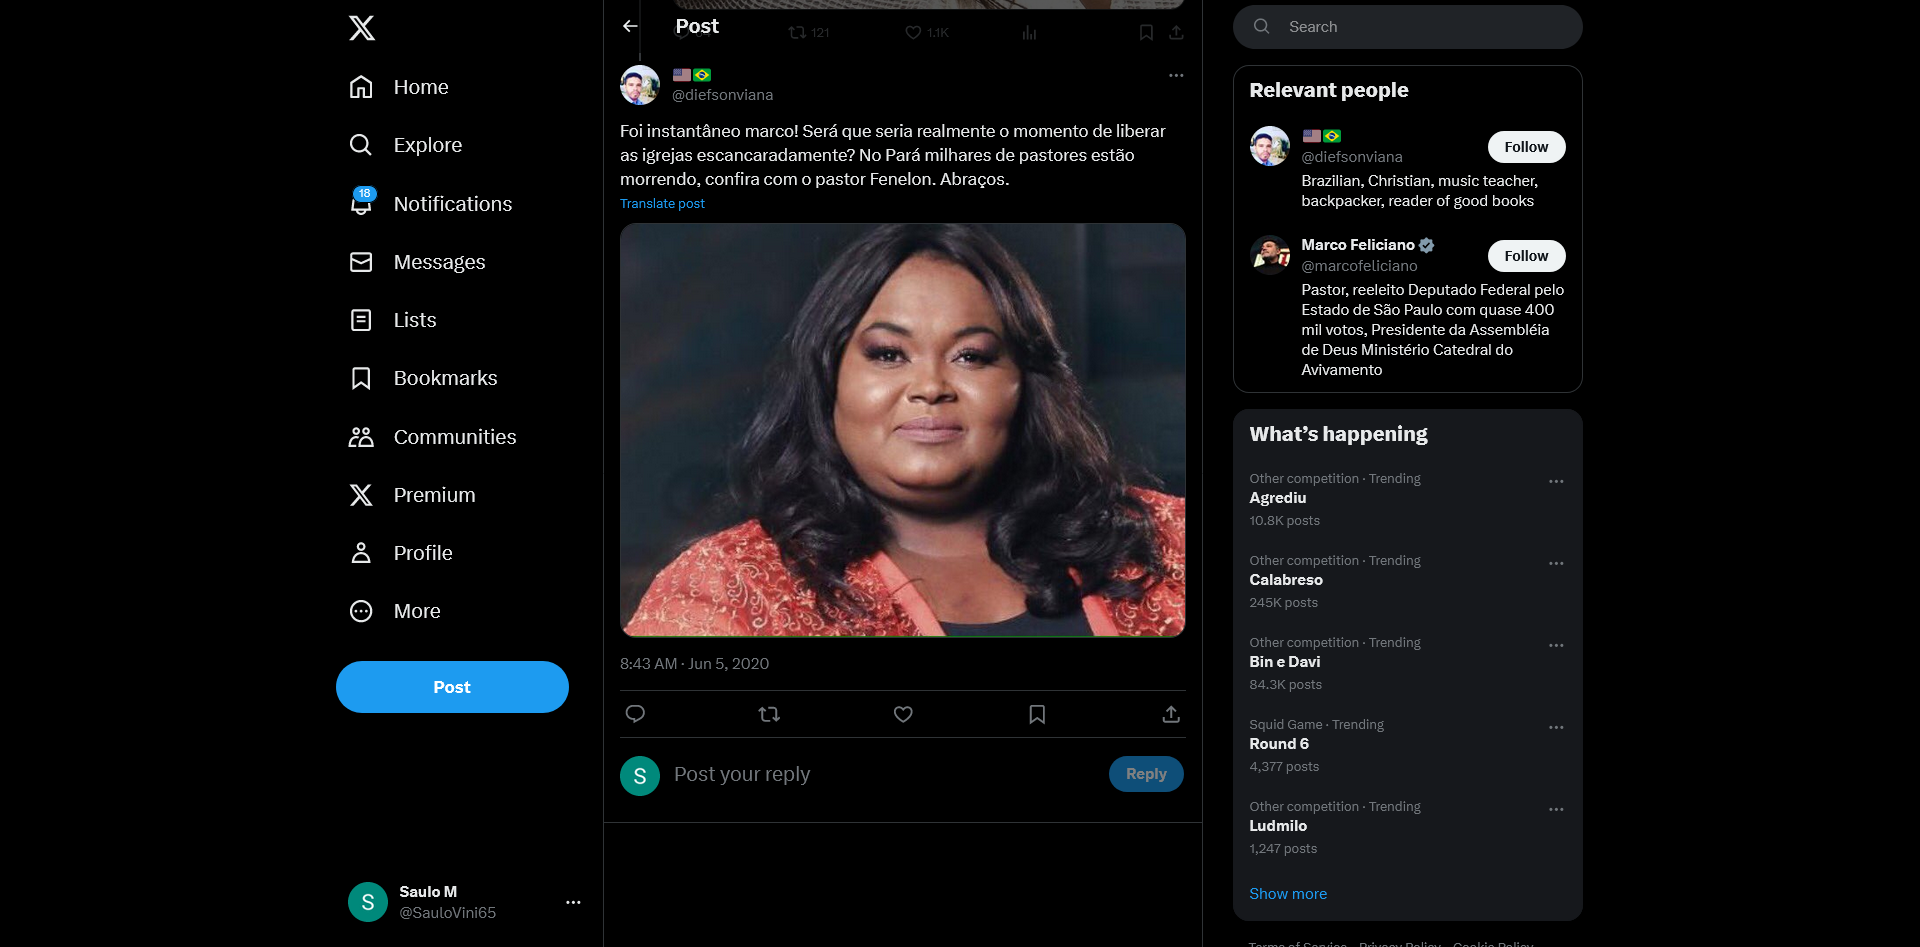 Home
Explore
18
Notifications
Messages
Lists
Bookmarks
Communities
Premium
Profile
More
Post
S
Saulo M
@SauloVini65
Post
121
1.1K
@diefsonviana
Foi instantâneo marco! Será que seria realmente o momento de liberar
as igrejas escancaradamente? No Pará milhares de pastores estão
morrendo, confira com o pastor Fenelon. Abraços.
Translate post
8:43 AM · Jun 5, 2020
S
Post your reply
Reply
Search
Relevant people
@diefsonviana
Follow
Brazilian, Christian, music teacher,
backpacker, reader of good books
Marco Feliciano
@marcofeliciano
Follow
Pastor, reeleito Deputado Federal pelo
Estado de São Paulo com quase 400
mil votos, Presidente da Assembléia
de Deus Ministério Catedral do
Avivamento
What’s happening
Other competition · Trending
Agrediu
10.8K posts
Other competition · Trending
Calabreso
245K posts
Other competition · Trending
Bin e Davi
84.3K posts
Squid Game · Trending
Round 6
4,377 posts
Other competition · Trending
Ludmilo
1,247 posts
Show more
Terms of Service Privacy Policy Cookie Policy